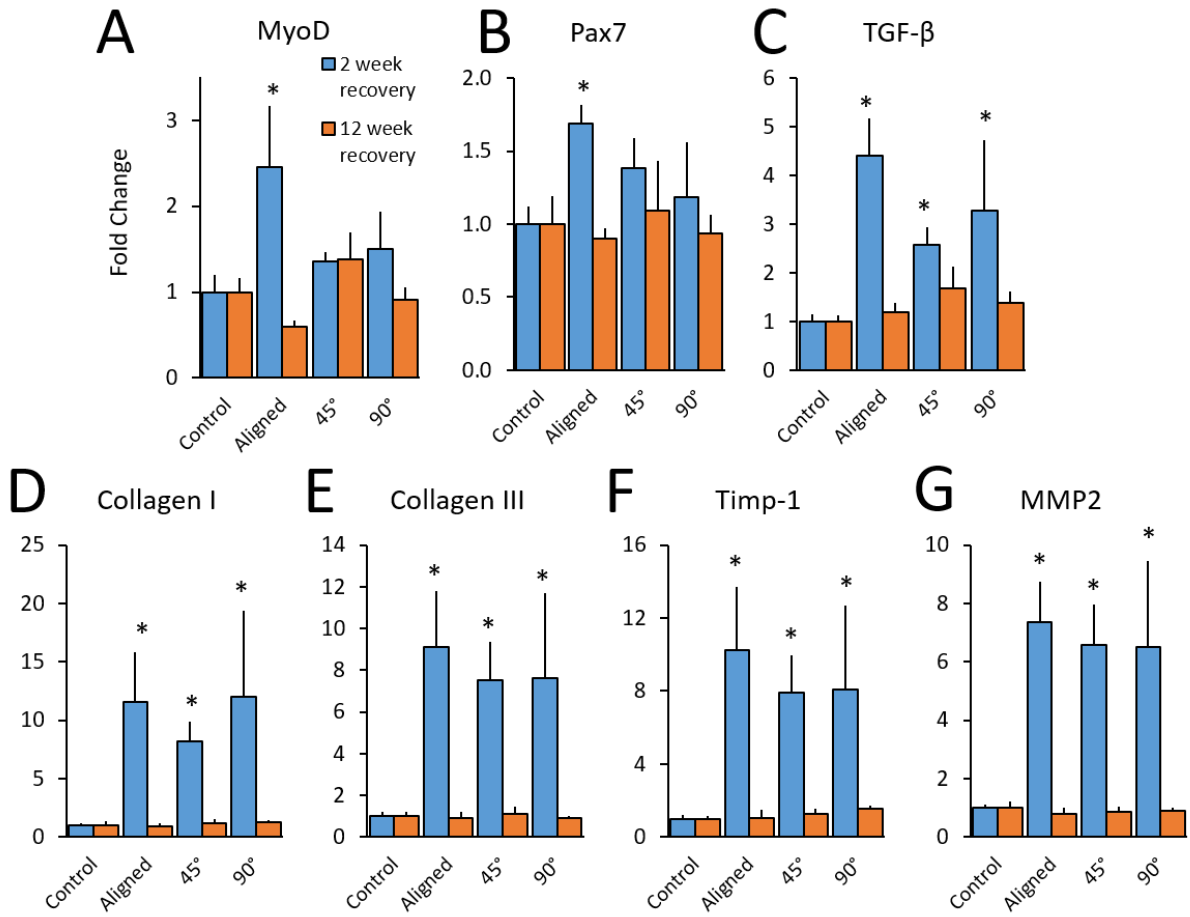 A
MyoD
2 week
recovery
12 week
recovery
Fold Change
3
2
1
0
*
Control
Aligned
45°
90°
B
Pax7
2.0
1.5
1.0
0.5
0.0
*
Control
Aligned
45°
90°
C
TGF-β
6
5
4
3
2
1
0
*
*
*
Control
Aligned
45°
90°
D
Collagen I
25
20
15
10
5
0
*
*
*
Control
Aligned
45°
90°
E
Collagen III
14
12
10
8
6
4
2
0
*
*
*
Control
Aligned
45°
90°
F
Timp-1
16
12
8
4
0
*
*
*
Control
Aligned
45°
90°
G
MMP2
10
8
6
4
2
0
*
*
*
Control
Aligned
45°
90°